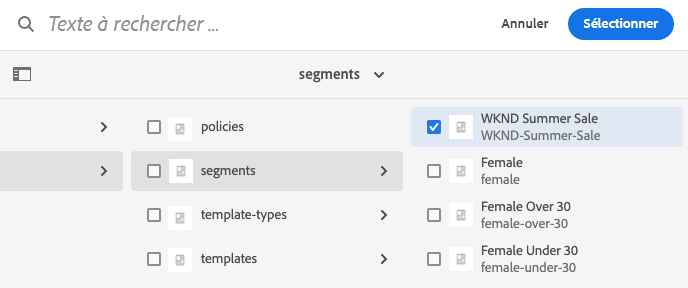 Texte à rechercher ...
Annuler
Sélectionner
segments
policies
segments
template-types
templates
WKND Summer Sale
WKND-Summer-Sale
Female
female
Female Over 30
female-over-30
Female Under 30
female-under-30